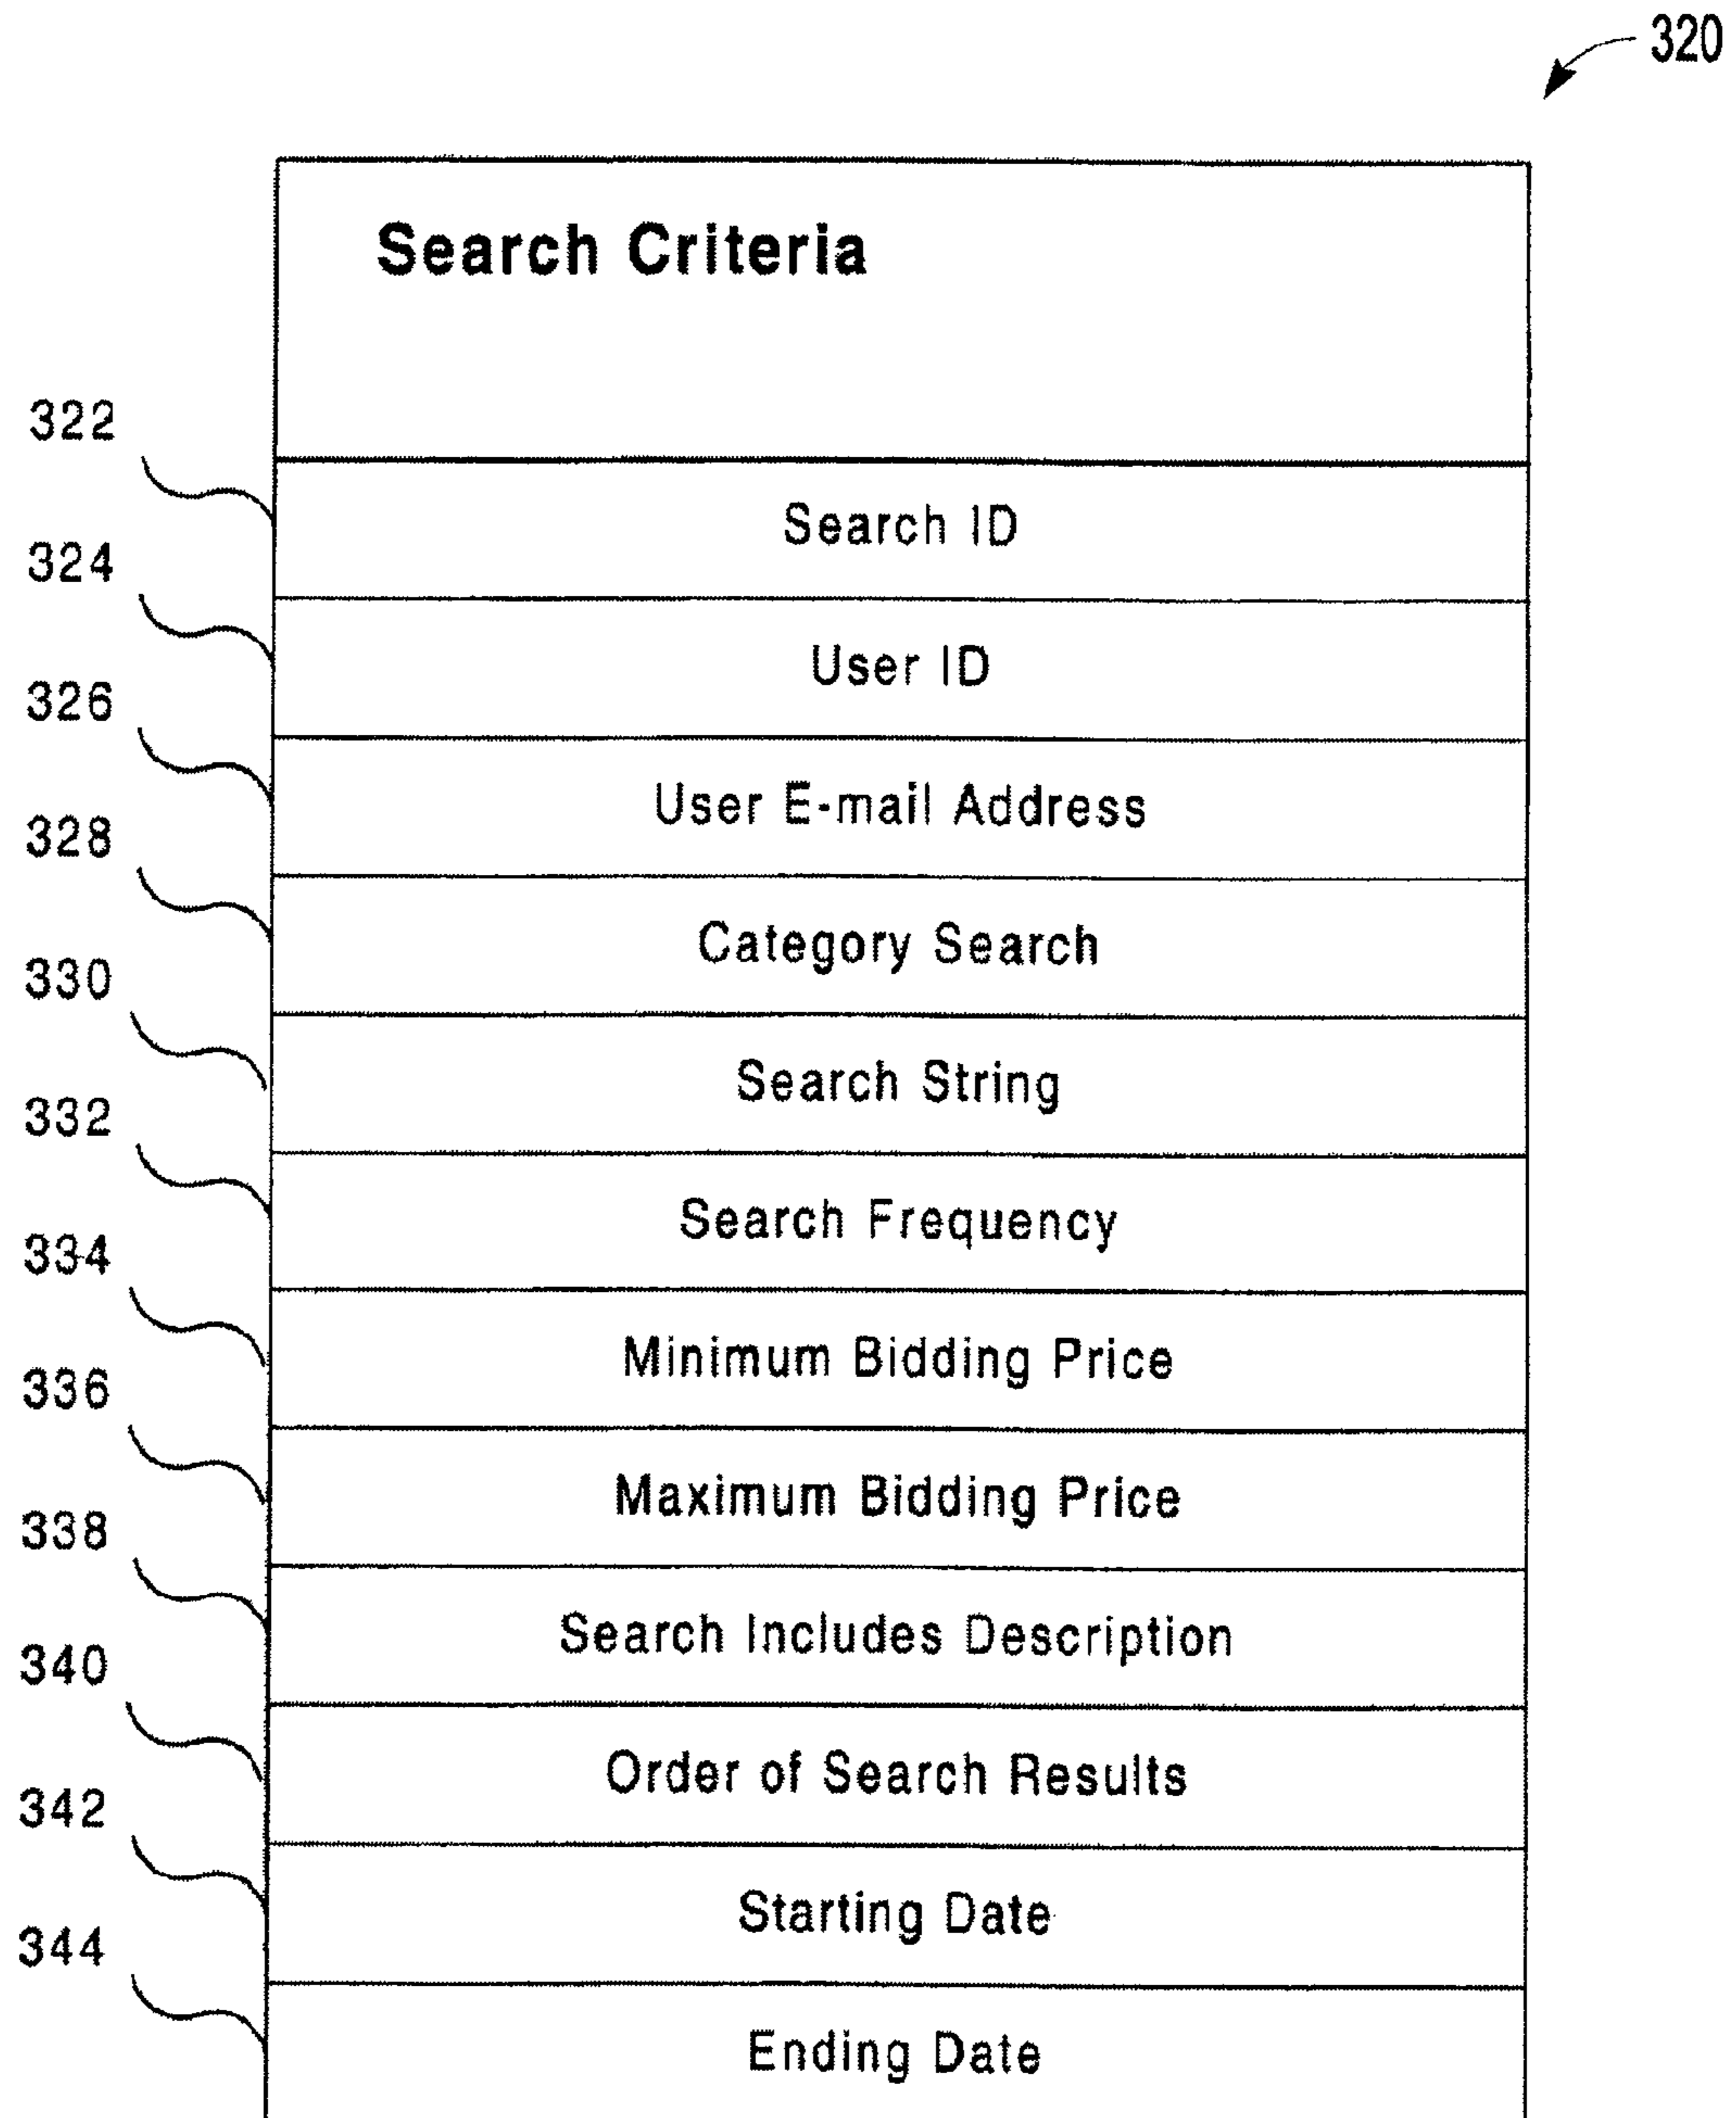 320
Search Criteria
322
Search ID
324
User ID
326
User E-mail Address
328
Category Search
330
Search String
332
Search Frequency
334
Minimum Bidding Price
336
Maximum Bidding Price
338
Search Includes Description
340
Order of Search Results
342
Starting Date
344
Ending Date